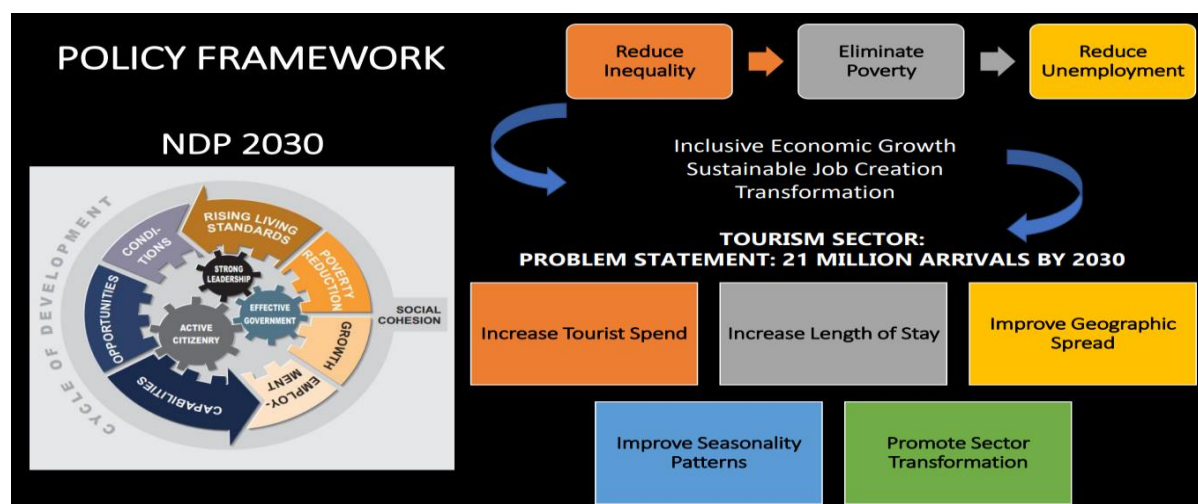 POLICY FRAMEWORK
Reduce
Inequality
Eliminate
Poverty
Reduce
Unemployment
NDP 2030
Inclusive Economic Growth
Sustainable Job Creation
Transformation
CYCLE OF DEVELOPMENT
RISING LIVING
STANDARDS
CONDI-
TIONS
POVERTY
REDUCTION
STRONG
LEADERSHIP
EFFECTIVE
GOVERNMENT
ACTIVE
CITIZENRY
OPPORTUNITIES
SOCIAL
COHESION
GROWTH
EMPLOY-
MENT
CAPABILITIES
TOURISM SECTOR:
PROBLEM STATEMENT: 21 MILLION ARRIVALS BY 2030
Increase Tourist Spend
Increase Length of Stay
Improve Geographic
Spread
Improve Seasonality
Patterns
Promote Sector
Transformation